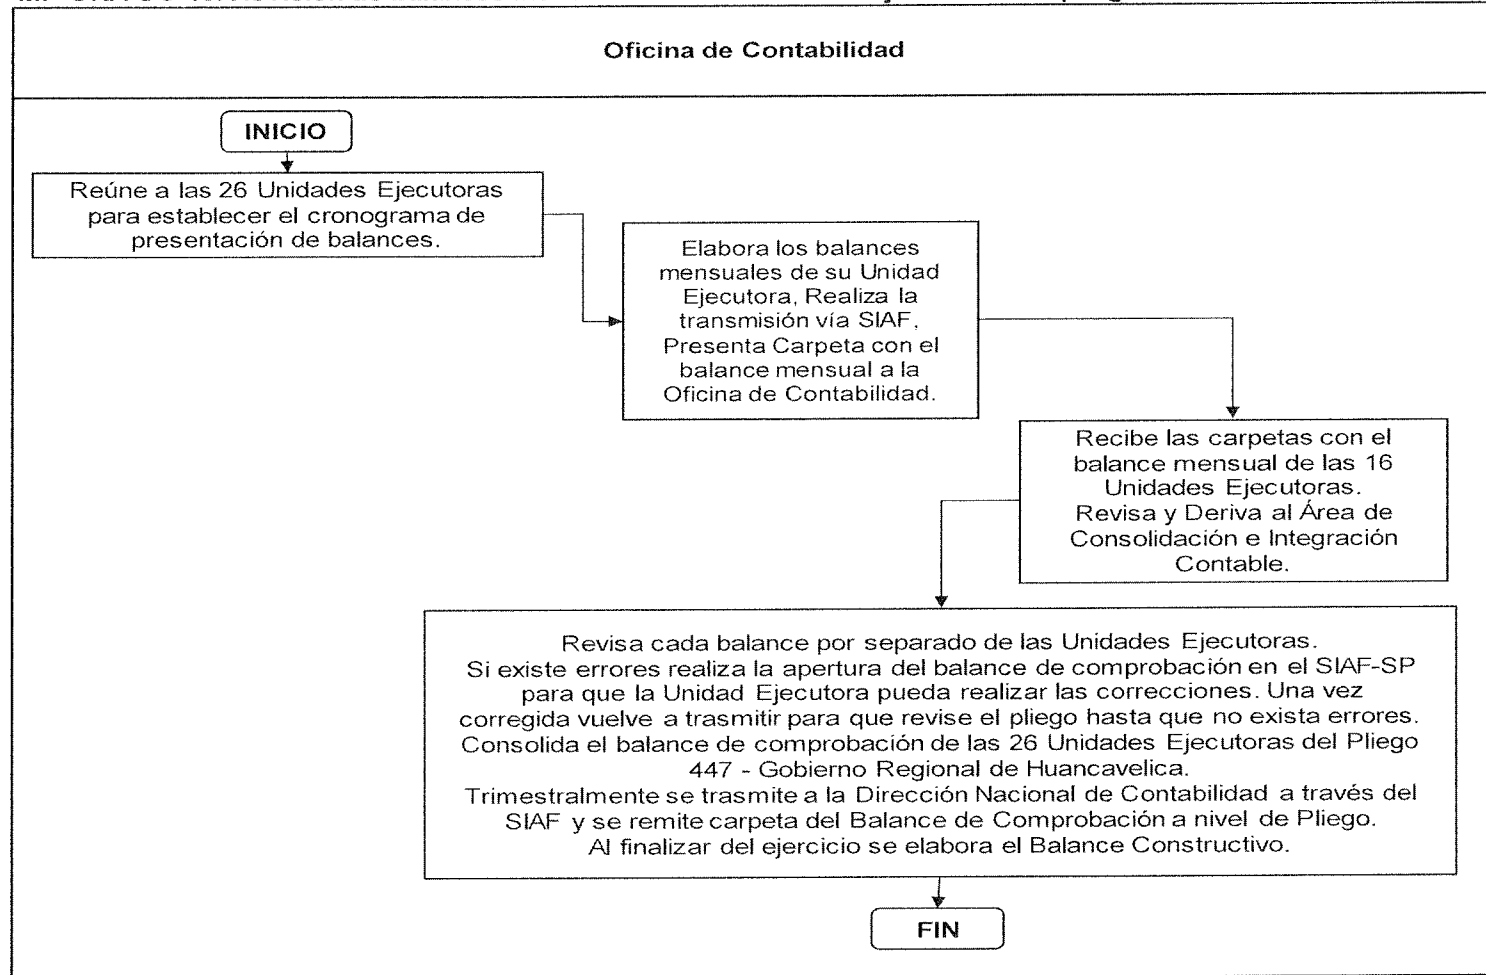 Oficina de Contabilidad
INICIO
Reúne a las 26 Unidades Ejecutoras
para establecer el cronograma de
presentación de balances.
Elabora los balances
mensuales de su Unidad
Ejecutora, Realiza la
transmisión vía SIAF,
Presenta Carpeta con el
balance mensual a la
Oficina de Contabilidad.
Recibe las carpetas con el
balance mensual de las 16
Unidades Ejecutoras.
Revisa y Deriva al Área de
Consolidación e Integración
Contable.
Revisa cada balance por separado de las Unidades Ejecutoras.
Si existe errores realiza la apertura del balance de comprobación en el SIAF-SP
para que la Unidad Ejecutora pueda realizar las correcciones. Una vez
corregida vuelve a trasmitir para que revise el pliego hasta que no exista errores.
Consolida el balance de comprobación de las 26 Unidades Ejecutoras del Pliego
447 - Gobierno Regional de Huancavelica.
Trimestralmente se trasmite a la Dirección Nacional de Contabilidad a través del
SIAF y se remite carpeta del Balance de Comprobación a nivel de Pliego.
Al finalizar del ejercicio se elabora el Balance Constructivo.
FIN